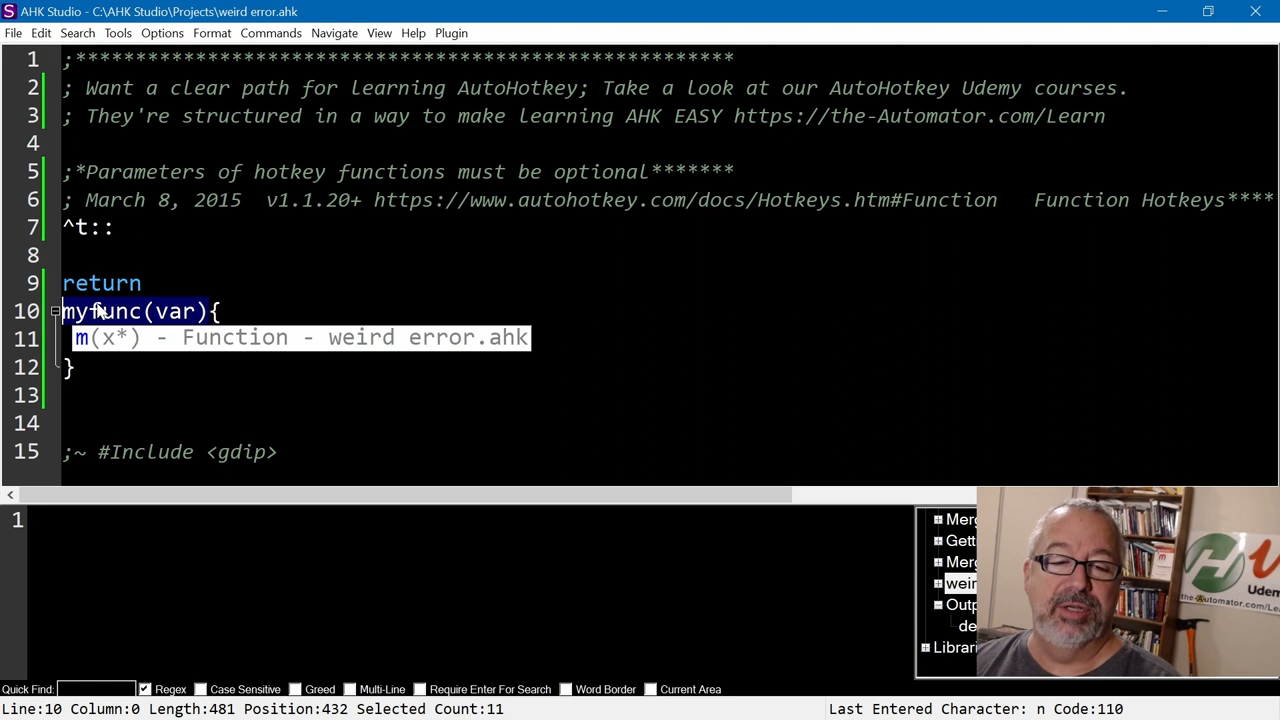 AHK Studio - C:\AHK Studio\Projects\weird error.ahk
File Edit Search Tools Options Format Commands Navigate View Help Plugin
1 ;********************************************************
2 ; Want a clear path for learning AutoHotkey; Take a look at our AutoHotkey Udemy courses.
3 ; They're structured in a way to make learning AHK EASY https://the-Automator.com/Learn
4
5 ;*Parameters of hotkey functions must be optional*******
6 ; March 8, 2015 v1.1.20+ https://www.autohotkey.com/docs/Hotkeys.htm#Function Function Hotkeys****
7 ^t::
8
9 return
10 myfunc(var){
11 m(x*) - Function - weird error.ahk
12 }
13
14
15 ;~ #Include <gdip>
1
Merg
Gett
Merg
weir
Outp
de
Librari
the-Automator.com/Le
Udem
Quick Find: Regex Case Sensitive Greed Multi-Line Require Enter For Search Word Border Current Area
Line:10 Column:0 Length:481 Position:432 Selected Count:11 Last Entered Character: n Code:110